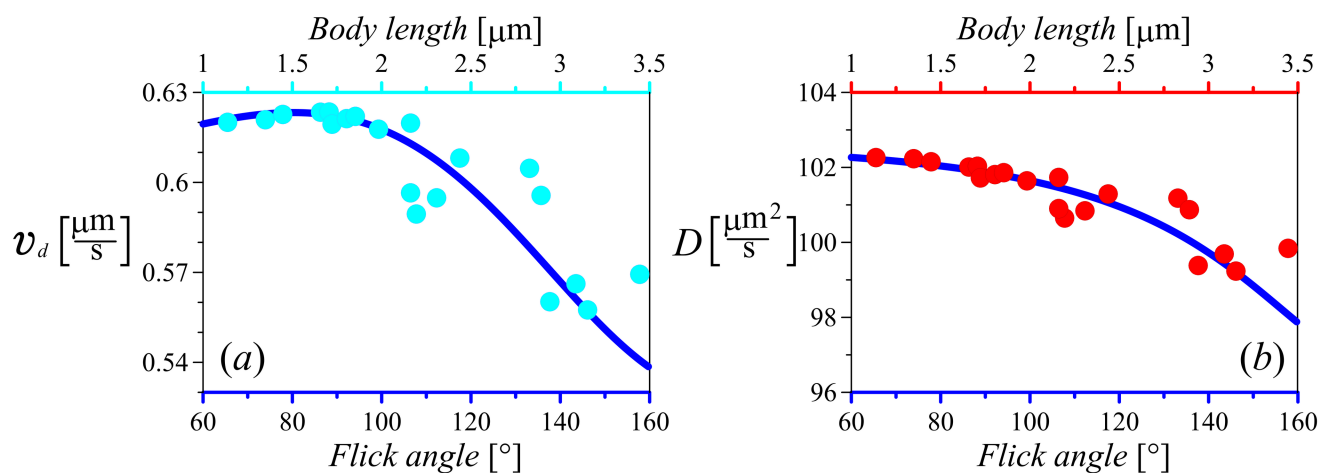 Body length [μm]
1 1.5 2 2.5 3 3.5
0.63
0.6
0.57
0.54
v_d [μm/s]
(a)
60 80 100 120 140 160
Flick angle [°]
Body length [μm]
1 1.5 2 2.5 3 3.5
104
102
100
98
96
D [μm²/s]
(b)
60 80 100 120 140 160
Flick angle [°]